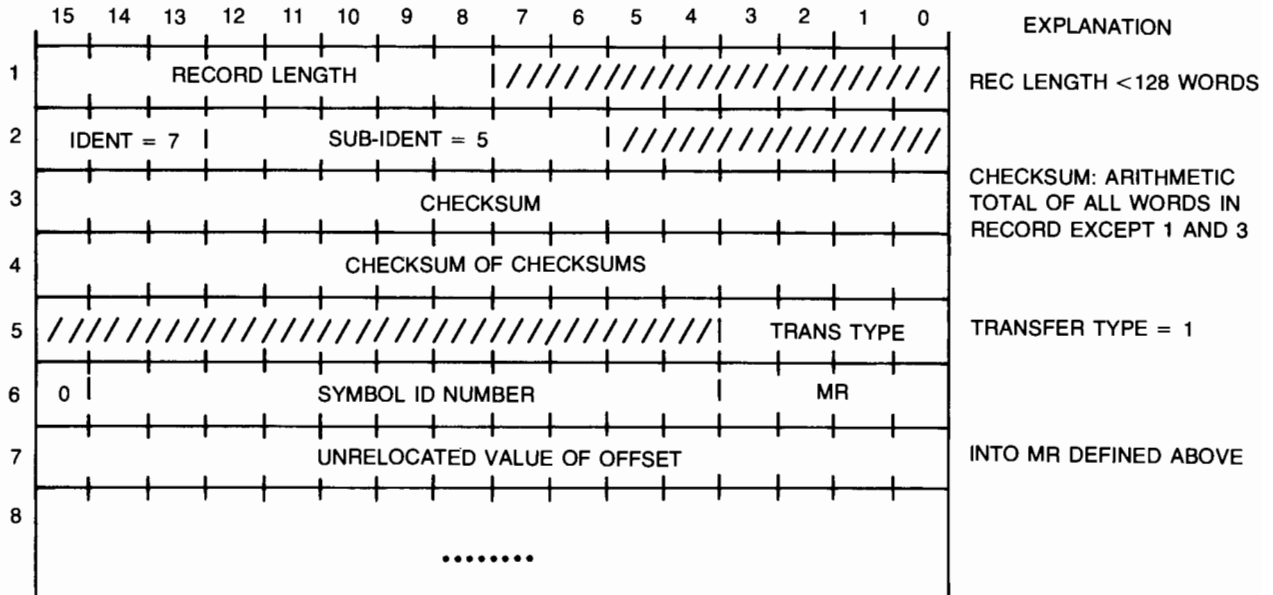 15 14 13 12 11 10 9 8 7 6 5 4 3 2 1 0
EXPLANATION
1 RECORD LENGTH REC LENGTH <128 WORDS
2 IDENT = 7 SUB-IDENT = 5
3 CHECKSUM
CHECKSUM: ARITHMETIC
TOTAL OF ALL WORDS IN
RECORD EXCEPT 1 AND 3
4 CHECKSUM OF CHECKSUMS
5 TRANS TYPE TRANSFER TYPE = 1
6 0 SYMBOL ID NUMBER MR
7 UNRELOCATED VALUE OF OFFSET INTO MR DEFINED ABOVE
8
........